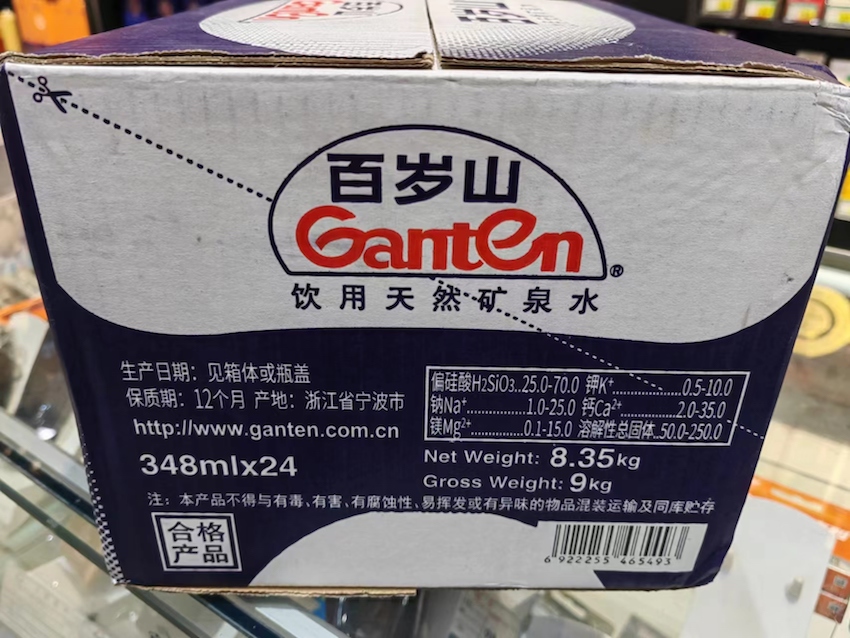 百岁山
Ganten®
饮用天然矿泉水
生产日期：见箱体或瓶盖
保质期：12个月 产地：浙江省宁波市
http://www.ganten.com.cn
348mlx24
偏硅酸H₂SiO₃..25.0-70.0 钾K⁺..............0.5-10.0
钠Na⁺..............1.0-25.0 钙Ca²⁺..............2.0-35.0
镁Mg²⁺............0.1-15.0 溶解性总固体..50.0-250.0
Net Weight: 8.35kg
Gross Weight: 9kg
注：本产品不得与有毒、有害、有腐蚀性、易挥发或有异味的物品混装运输及同库贮存
合格
产品
6 922255 465493